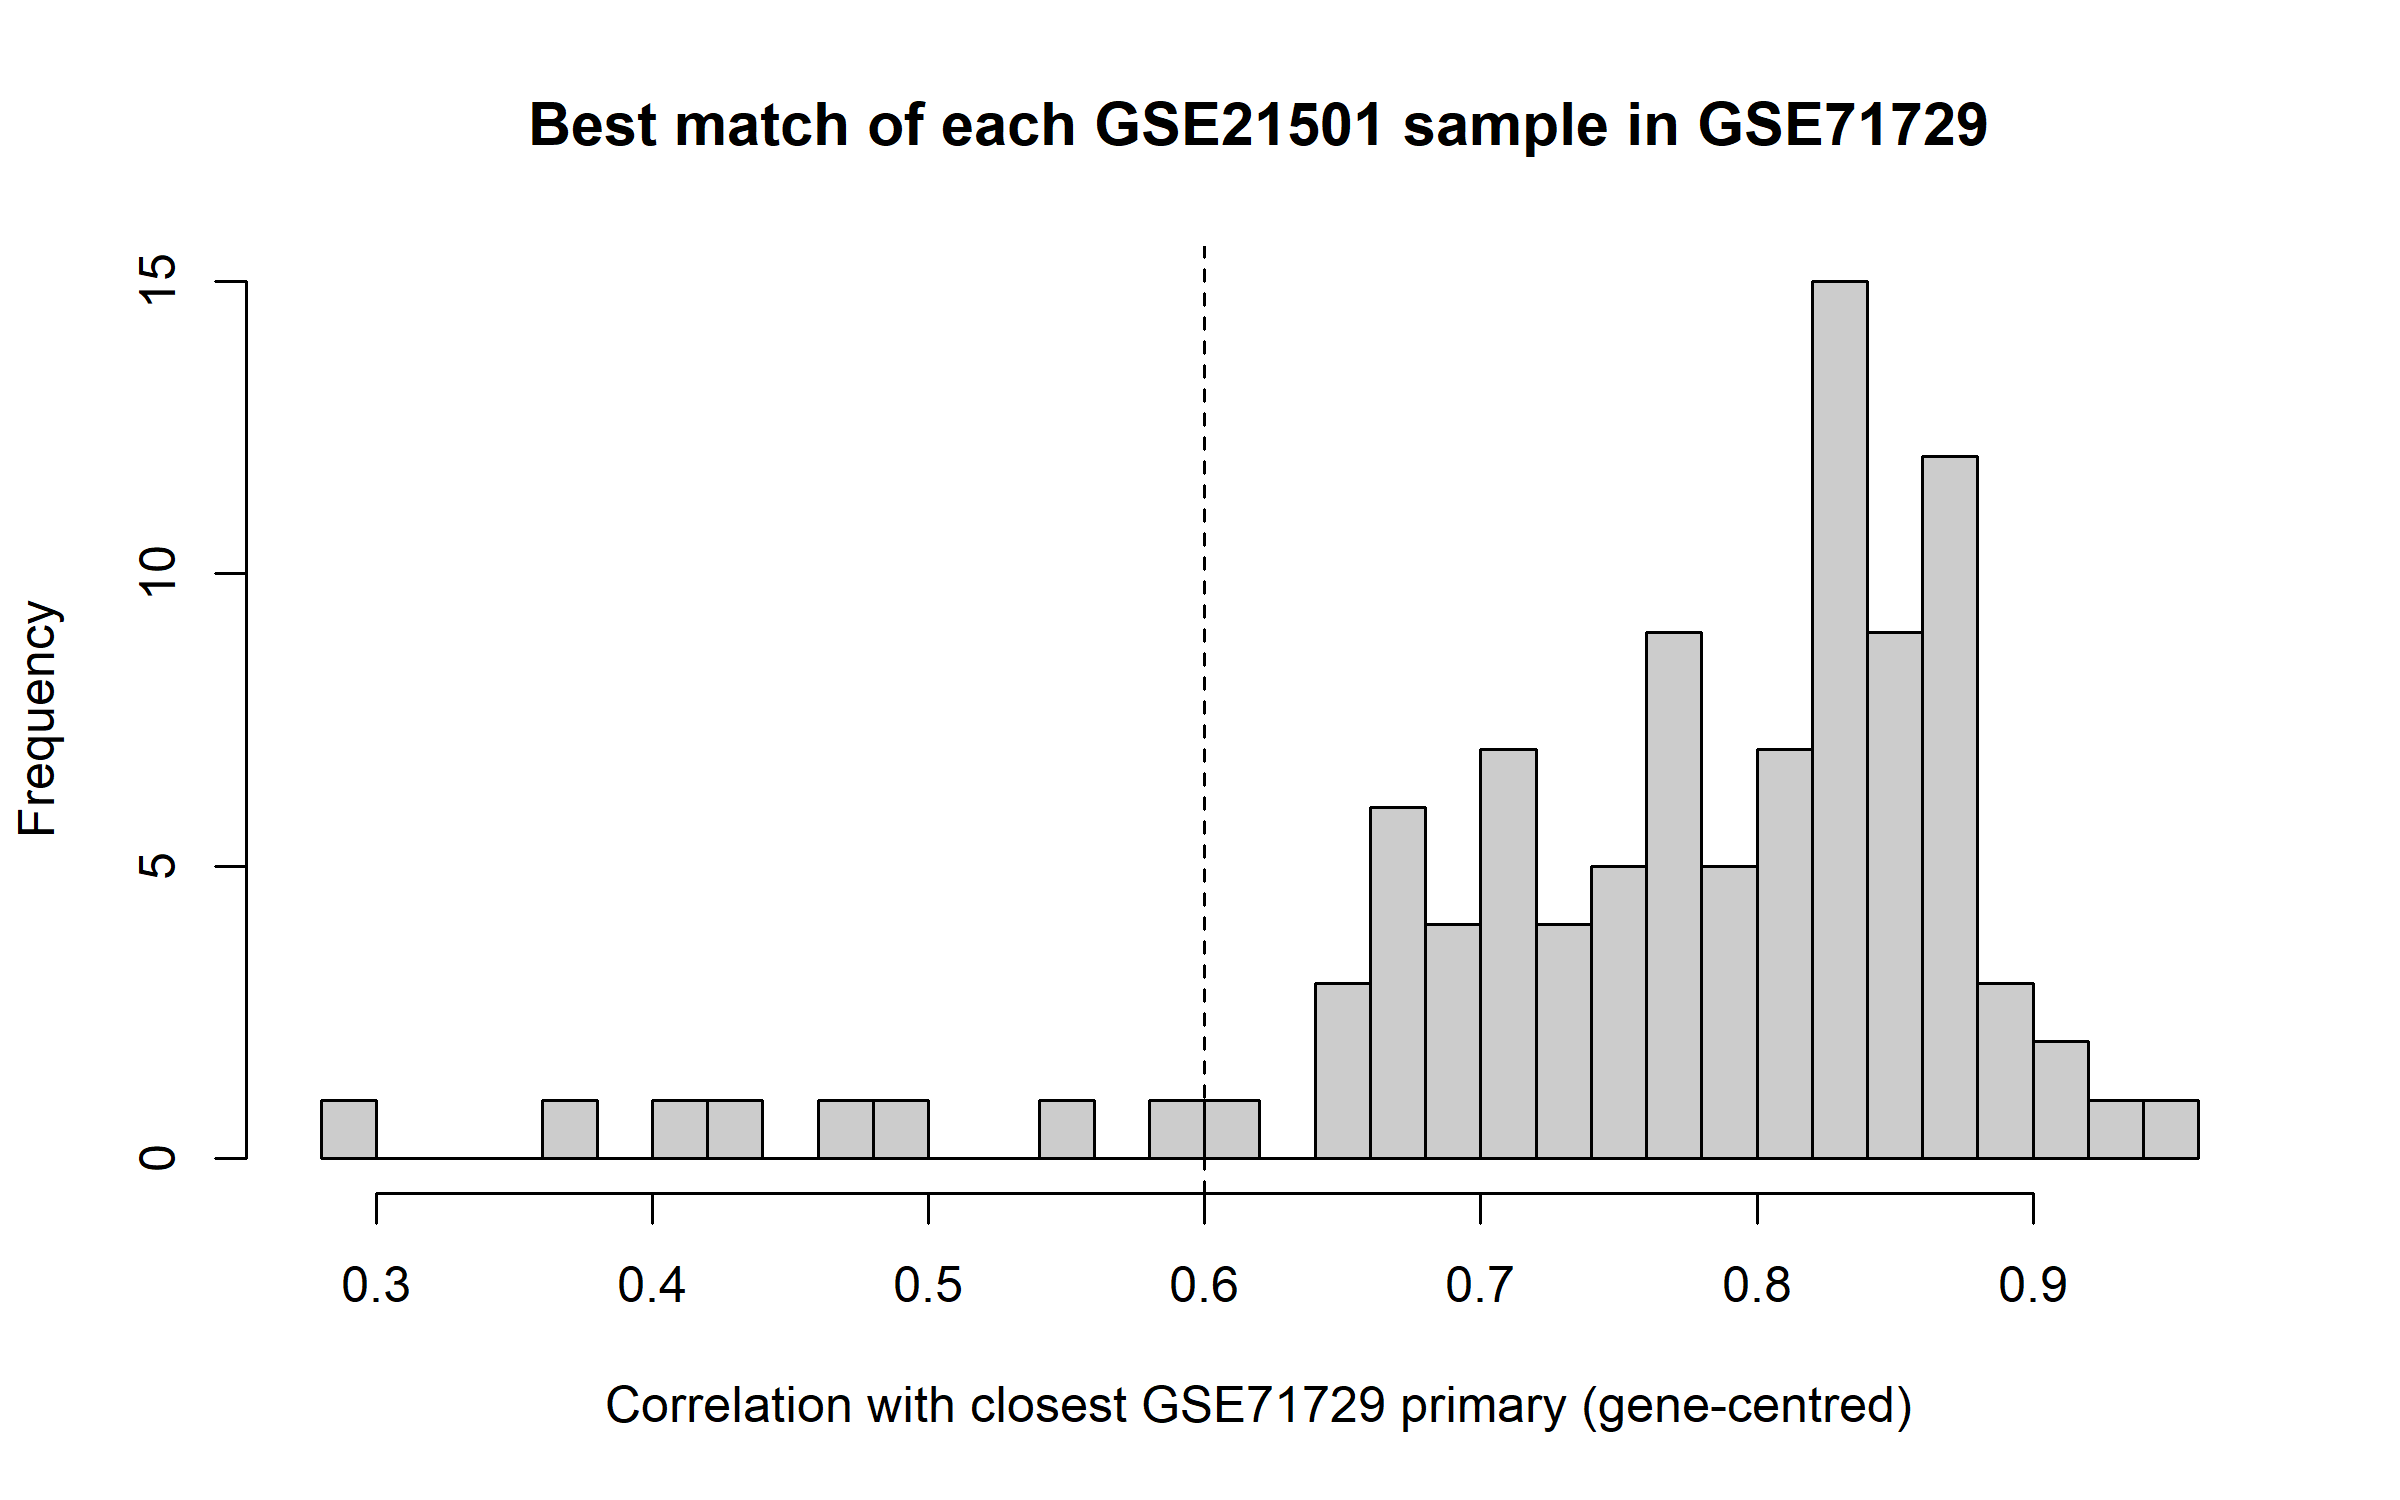 Best match of each GSE21501 sample in GSE71729
15
10
5
0
Frequency
0.3 0.4 0.5 0.6 0.7 0.8 0.9
Correlation with closest GSE71729 primary (gene-centred)